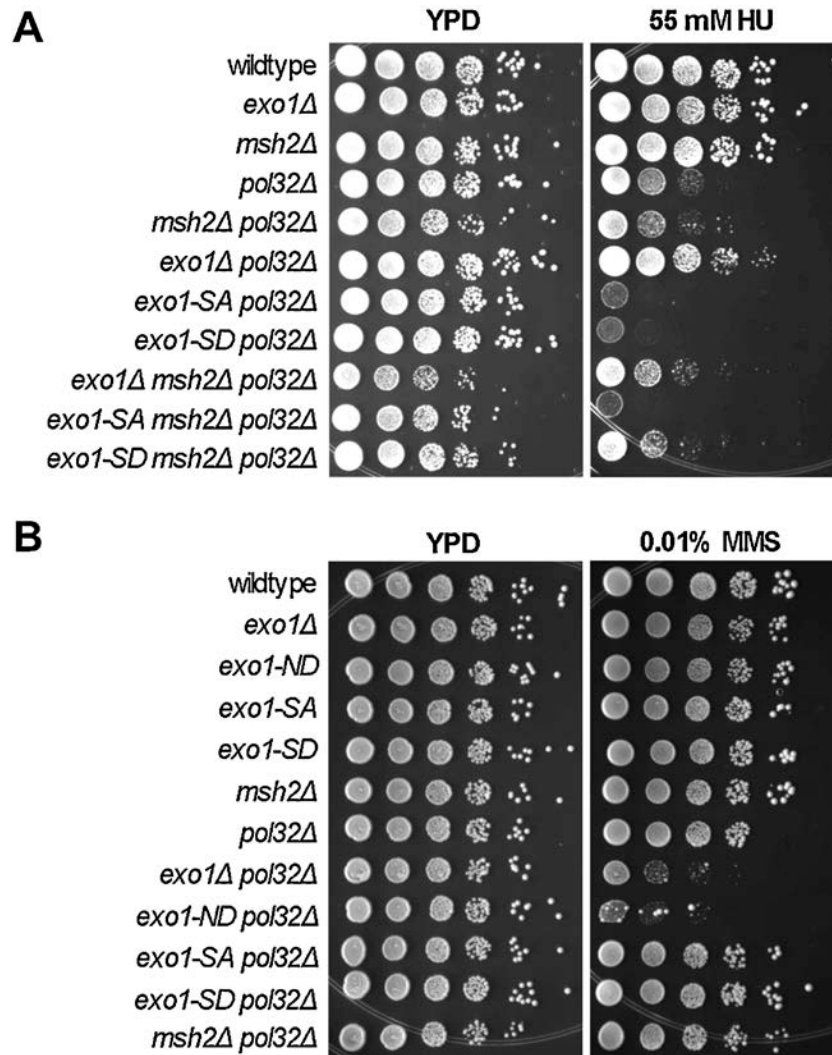 A
YPD 55 mM HU
wildtype
exo1Δ
msh2Δ
pol32Δ
msh2Δ pol32Δ
exo1Δ pol32Δ
exo1-SA pol32Δ
exo1-SD pol32Δ
exo1Δ msh2Δ pol32Δ
exo1-SA msh2Δ pol32Δ
exo1-SD msh2Δ pol32Δ
B
YPD 0.01% MMS
wildtype
exo1Δ
exo1-ND
exo1-SA
exo1-SD
msh2Δ
pol32Δ
exo1Δ pol32Δ
exo1-ND pol32Δ
exo1-SA pol32Δ
exo1-SD pol32Δ
msh2Δ pol32Δ